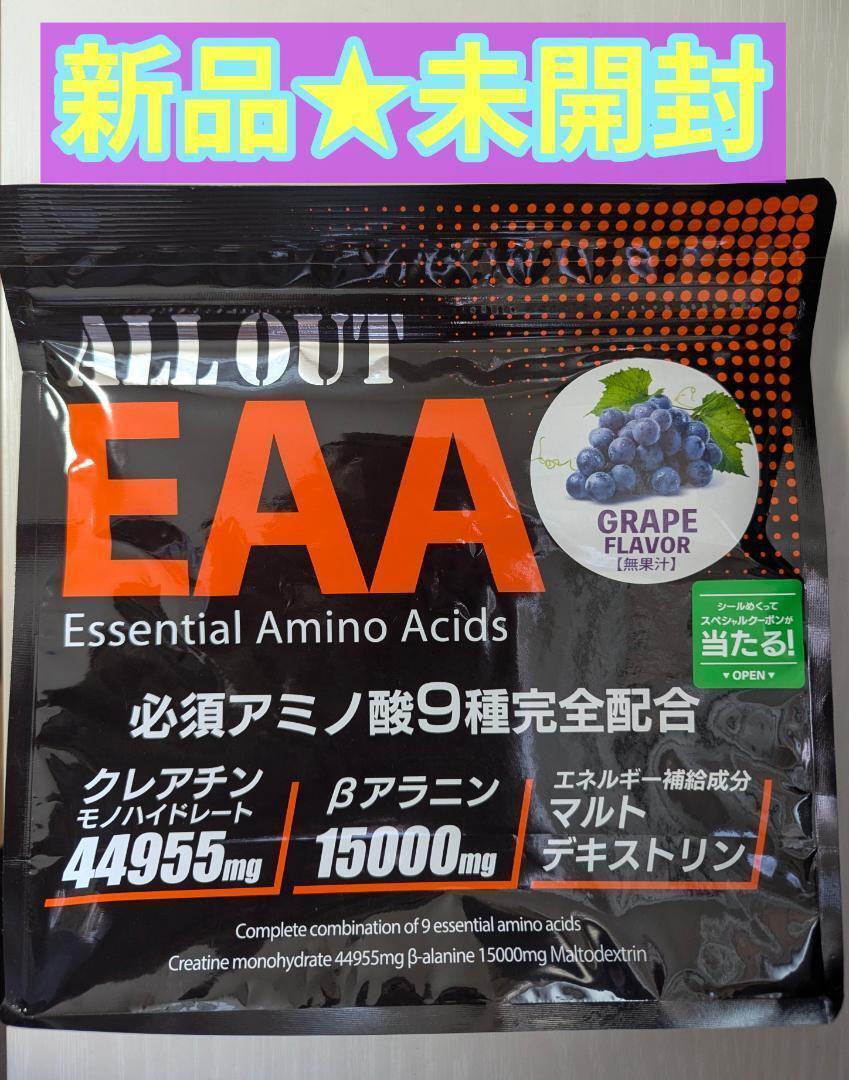 新品★未開封
ALL OUT
EAA
Essential Amino Acids
GRAPE
FLAVOR
【無果汁】
シールめくって
スペシャルクーポンが
当たる!
▼OPEN▼
必須アミノ酸9種完全配合
クレアチン
モノハイドレート
44955mg
βアラニン
15000mg
エネルギー補給成分
マルト
デキストリン
Complete combination of 9 essential amino acids
Creatine monohydrate 44955mg β-alanine 15000mg Maltodextrin